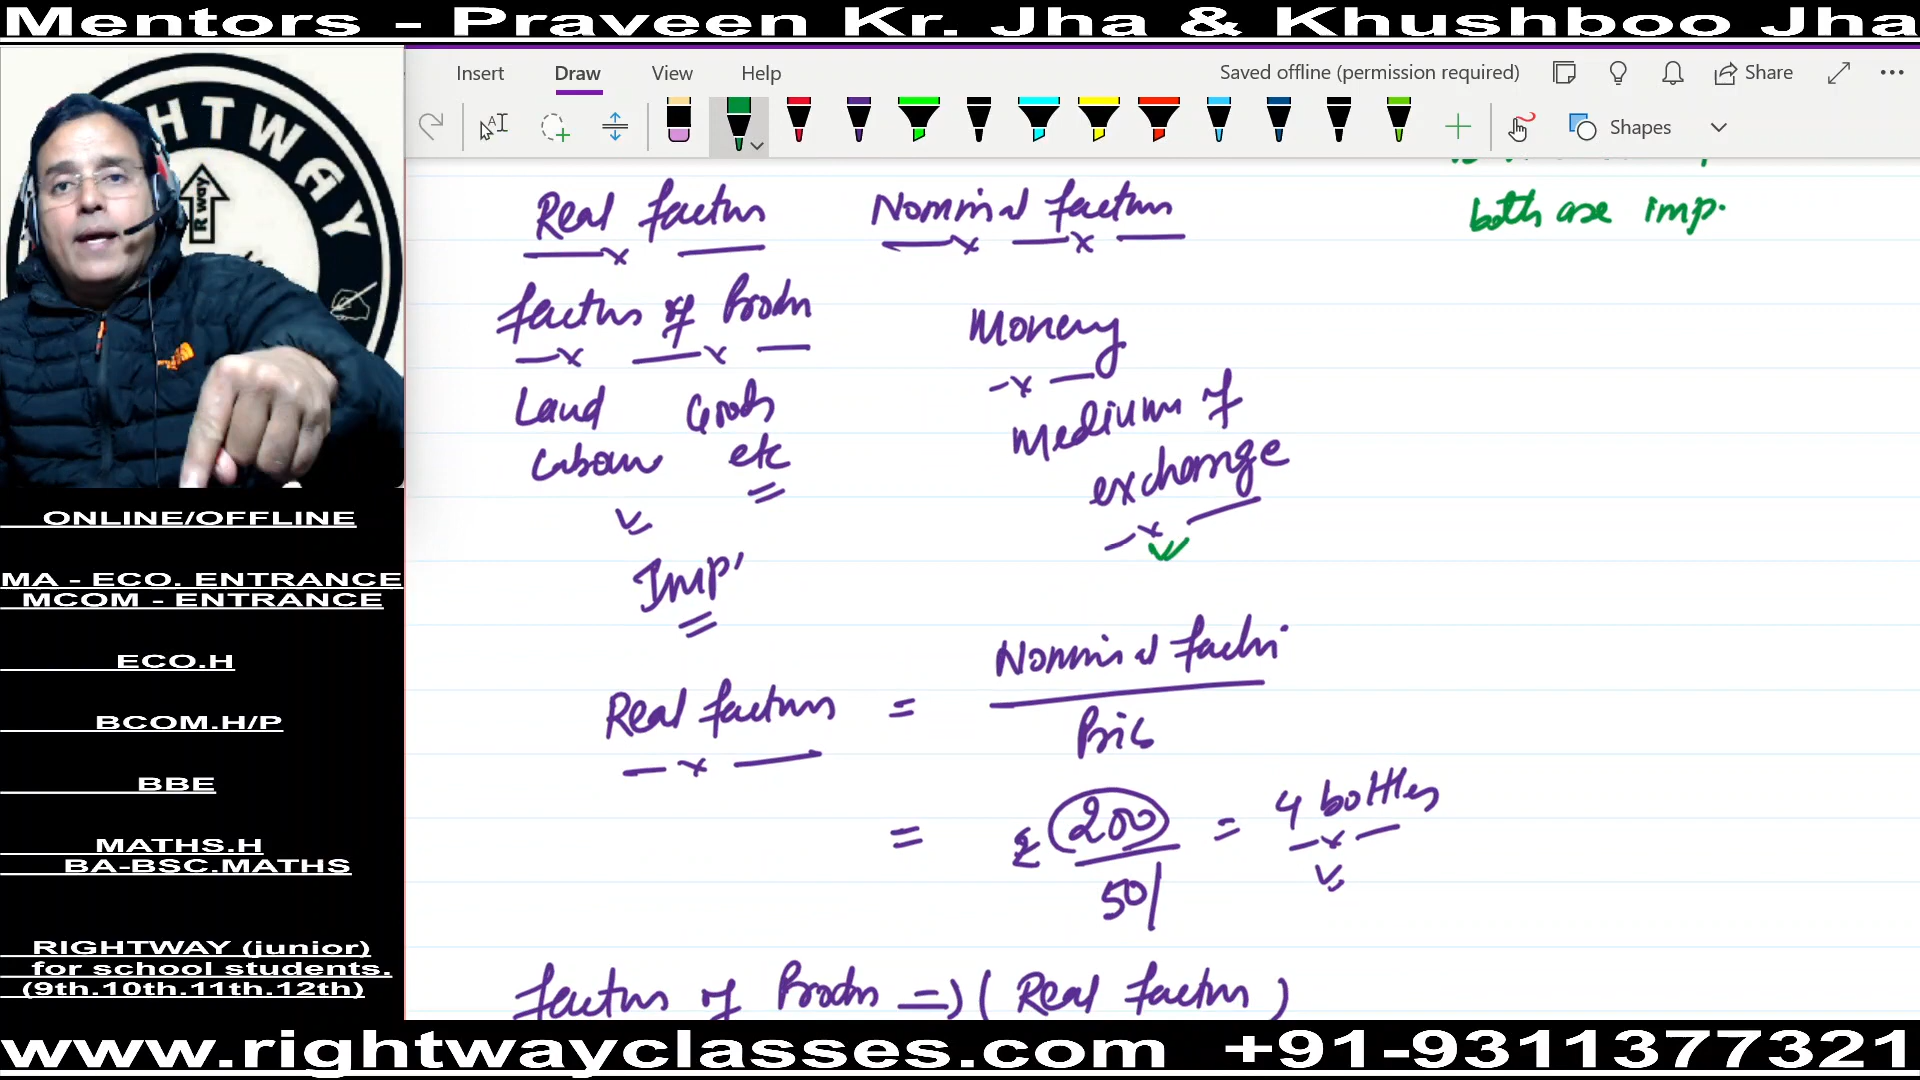 Mentors - Praveen Kr. Jha & Khushboo Jha
Insert Draw View Help Saved offline (permission required) Share
Shapes
HTWAY
R way
ONLINE/OFFLINE
MA - ECO. ENTRANCE
MCOM - ENTRANCE
ECO.H
BCOM.H/P
BBE
MATHS.H
BA-BSC.MATHS
RIGHTWAY (junior)
for school students.
(9th.10th.11th.12th)
both are imp.
Real factors Nominal factors
factors of Prodn Money
Land Goods Medium of
Labour etc exchange
Imp'
Real factors = Nominal facto
Pric
= ₹ 200 = 4 bottles
50/
factors of Prodn => ( Real factors )
www.rightwayclasses.com +91-9311377321